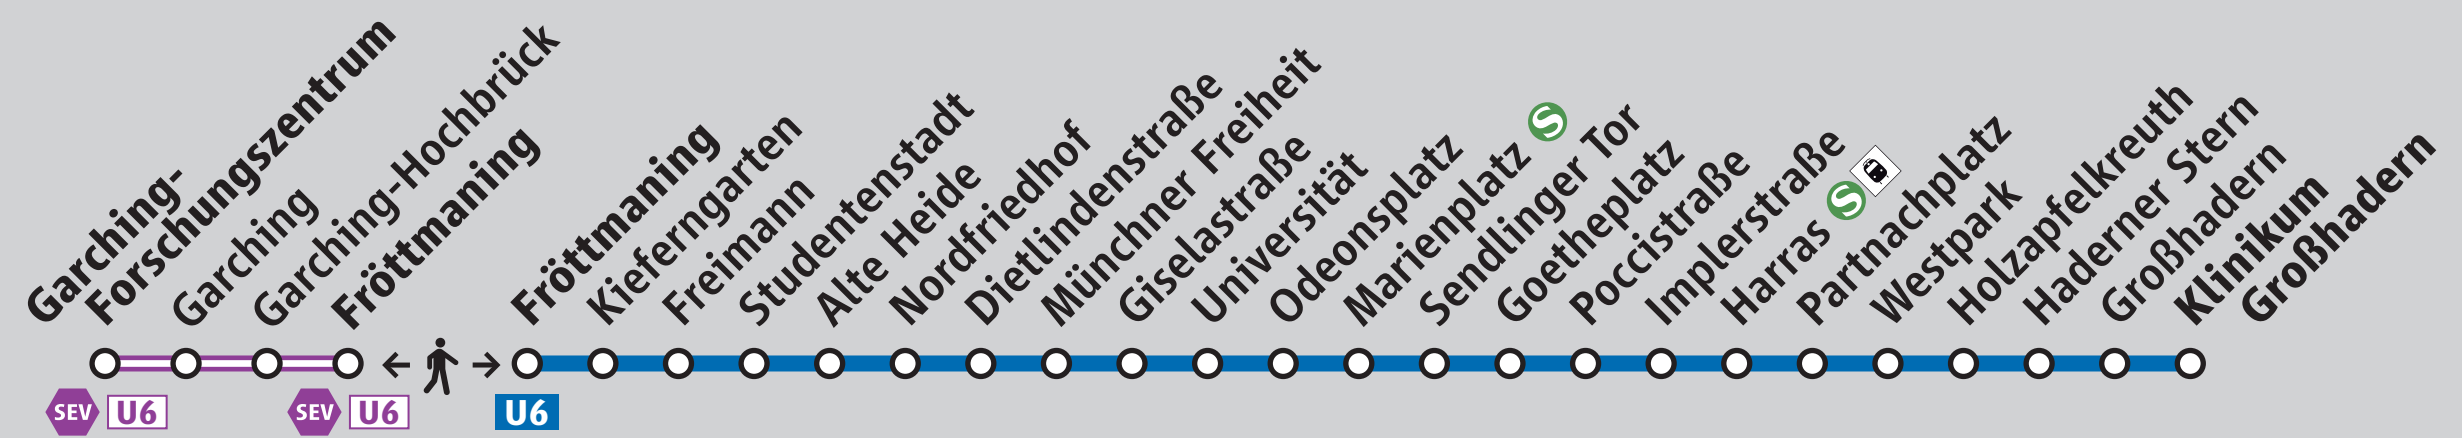 Garching-
Forschungszentrum
Garching
Garching-Hochbrück
Fröttmaning
Fröttmaning
Kieferngarten
Freimann
Studentenstadt
Alte Heide
Nordfriedhof
Dietlindenstraße
Münchner Freiheit
Giselastraße
Universität
Odeonsplatz
Marienplatz S
Sendlinger Tor
Goetheplatz
Poccistraße
Implerstraße
Harras S
Partnachplatz
Westpark
Holzapfelkreuth
Haderner Stern
Großhadern
Klinikum
Großhadern
SEV U6
SEV U6
U6